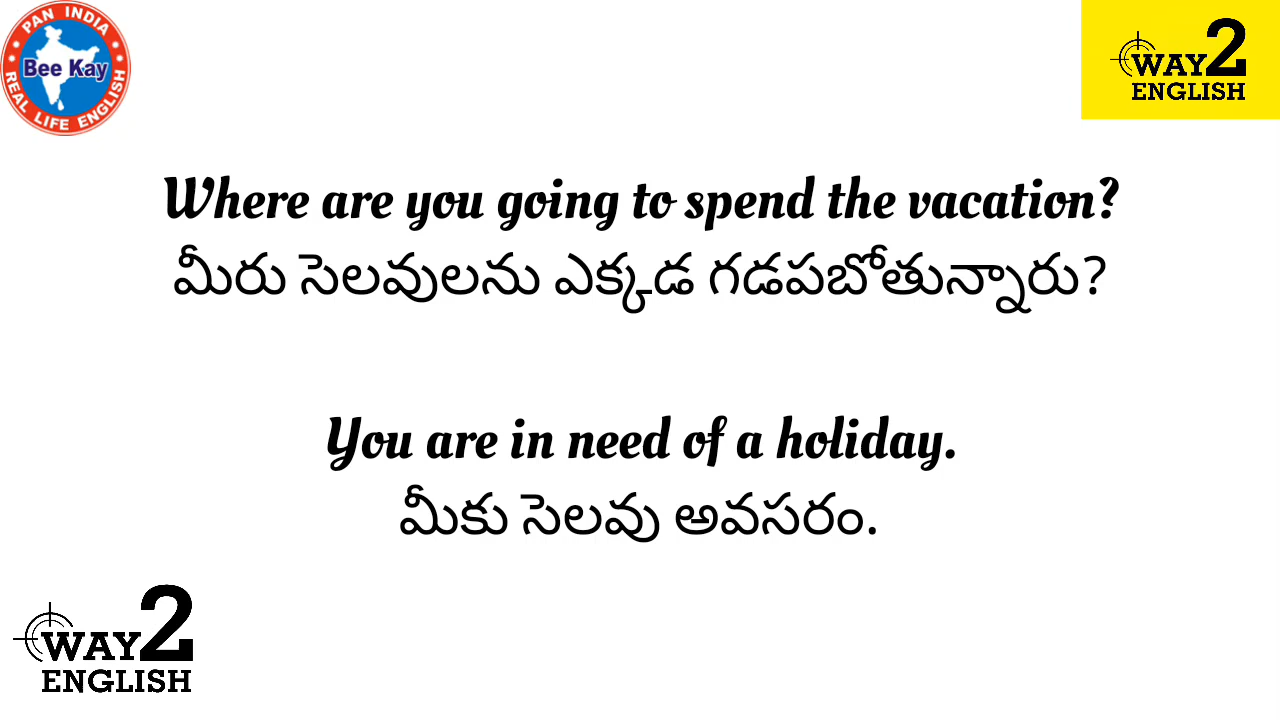 PAN INDIA
Bee Kay
REAL LIFE ENGLISH
WAY2
ENGLISH
Where are you going to spend the vacation?
మీరు సెలవులను ఎక్కడ గడపబోతున్నారు?
You are in need of a holiday.
మీకు సెలవు అవసరం.
WAY2
ENGLISH